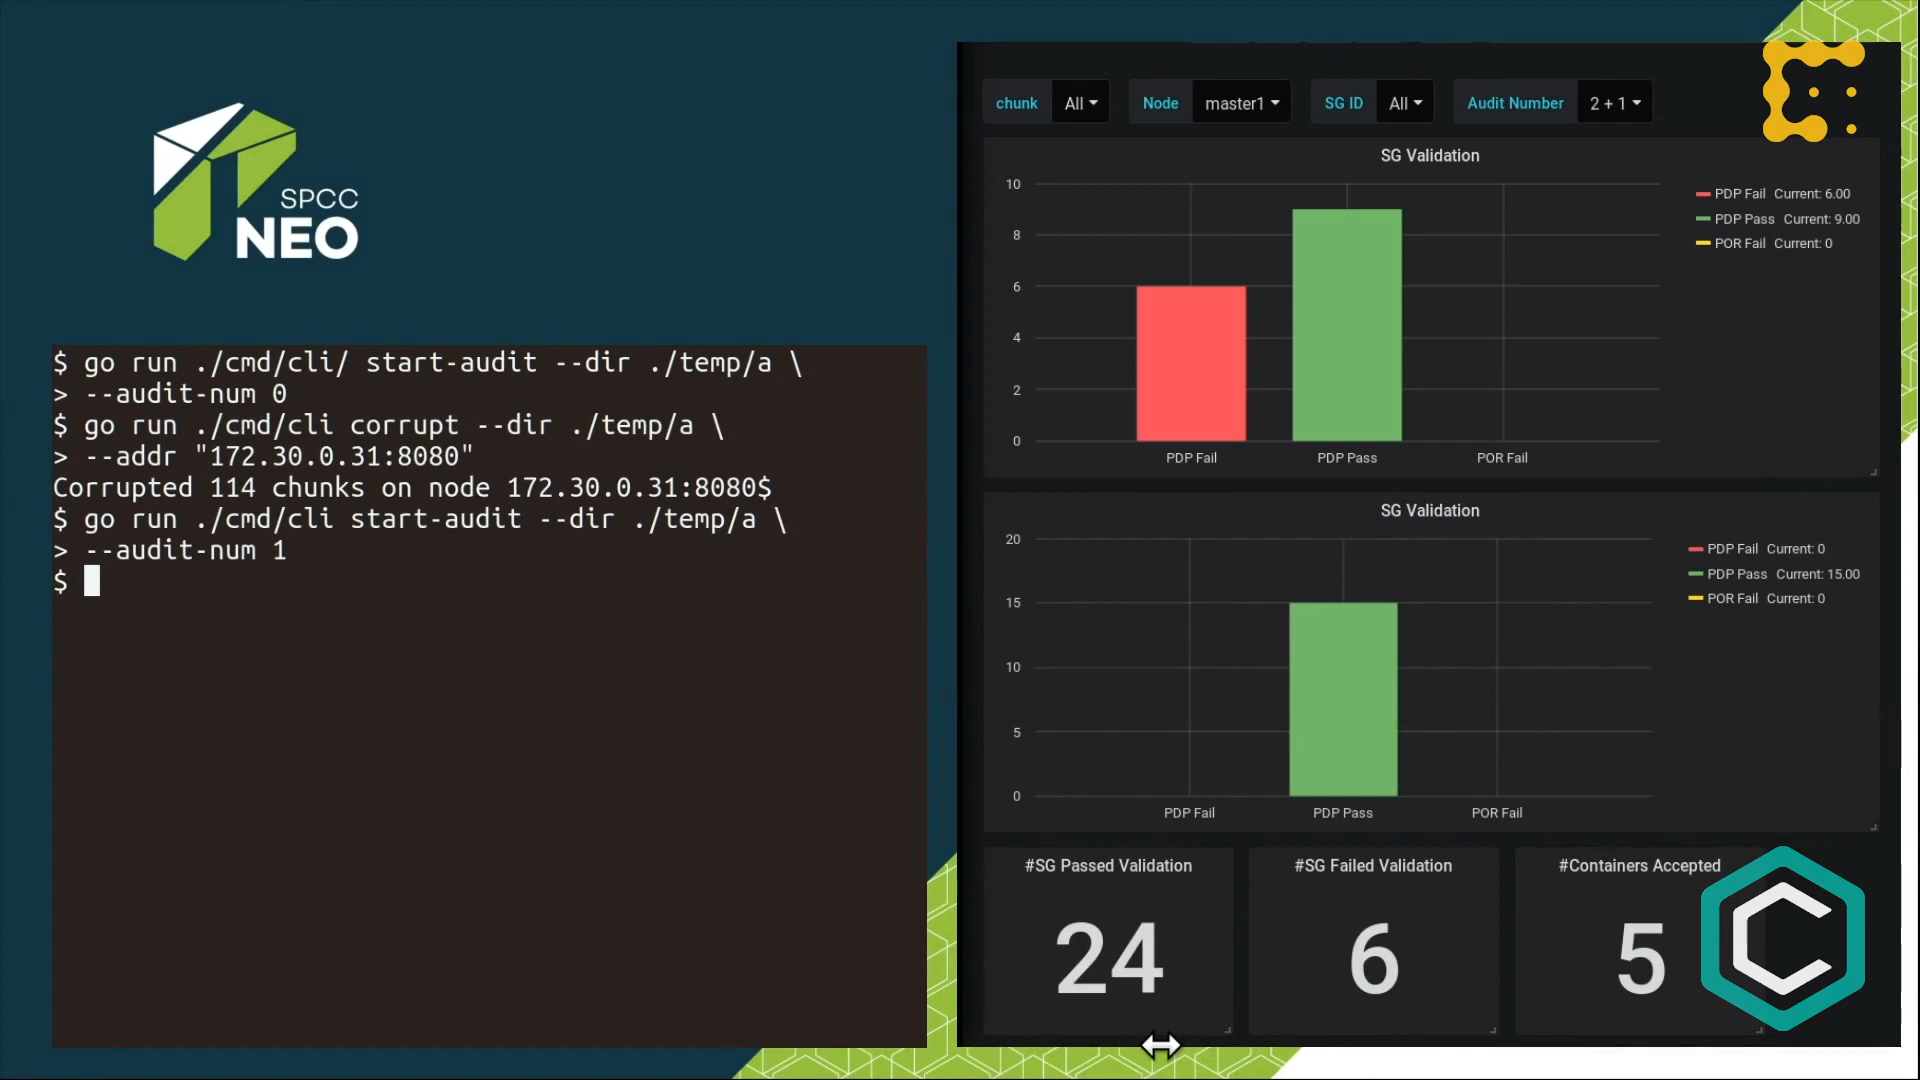 SPCC
NEO
$ go run ./cmd/cli/ start-audit --dir ./temp/a \
> --audit-num 0
$ go run ./cmd/cli corrupt --dir ./temp/a \
> --addr "172.30.0.31:8080"
Corrupted 114 chunks on node 172.30.0.31:8080$
$ go run ./cmd/cli start-audit --dir ./temp/a \
> --audit-num 1
$
chunk All Node master1 SG ID All Audit Number 2 + 1
SG Validation
10
8
6
4
2
0
PDP Fail PDP Pass POR Fail
PDP Fail Current: 6.00
PDP Pass Current: 9.00
POR Fail Current: 0
SG Validation
20
15
10
5
0
PDP Fail PDP Pass POR Fail
PDP Fail Current: 0
PDP Pass Current: 15.00
POR Fail Current: 0
#SG Passed Validation
24
#SG Failed Validation
6
#Containers Accepted
5